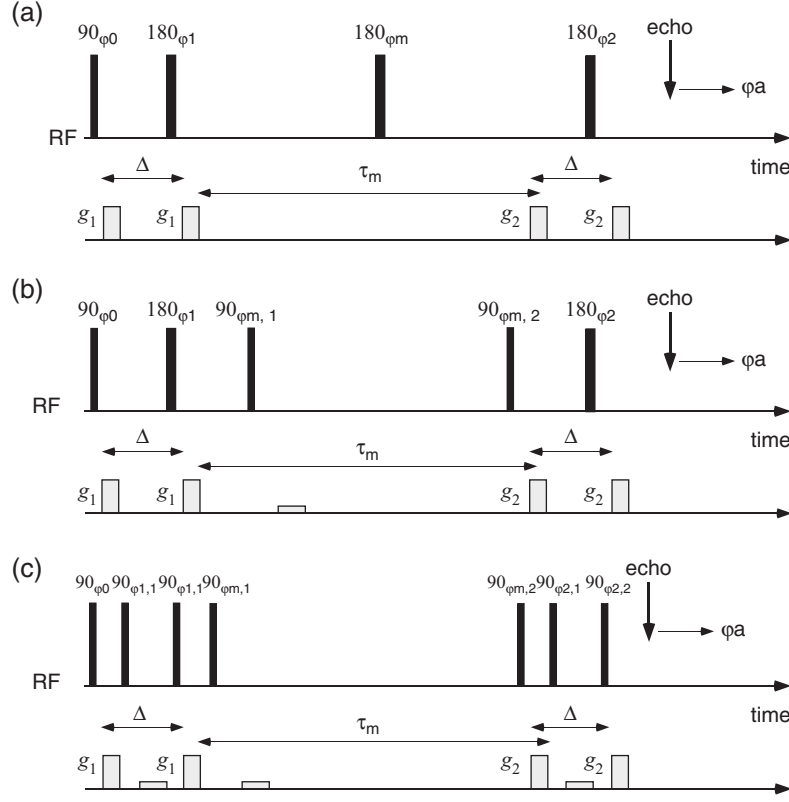 (a)
90φ0 180φ1 180φm 180φ2 echo
φa
RF
time
Δ τm Δ
g1 g1 g2 g2
(b)
90φ0 180φ1 90φm, 1 90φm, 2 180φ2 echo
φa
RF
time
Δ τm Δ
g1 g1 g2 g2
(c)
90φ0 90φ1,1 90φ1,1 90φm,1 90φm,2 90φ2,1 90φ2,2 echo
φa
RF
time
Δ τm Δ
g1 g1 g2 g2